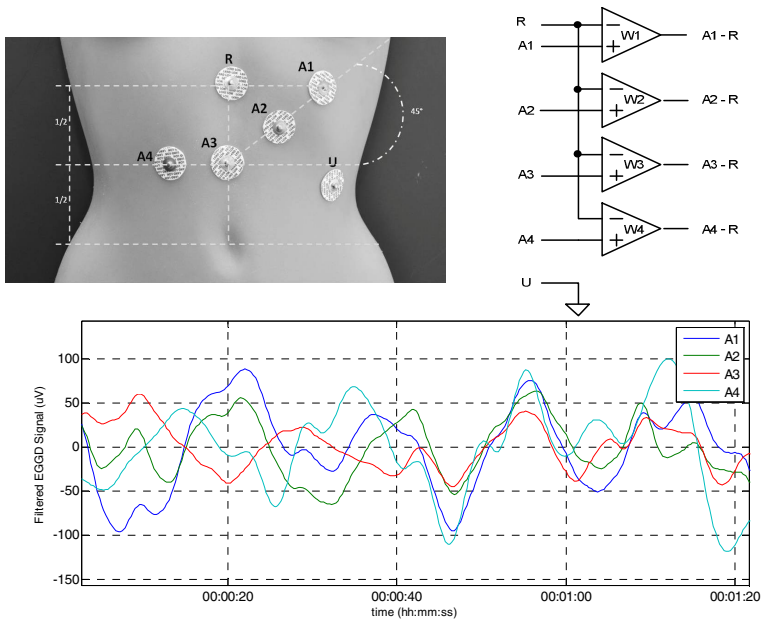 R
A1
A2
A3
A4
U
1/2
1/2
45°
R
A1
W1
A1 - R
A2
W2
A2 - R
A3
W3
A3 - R
A4
W4
A4 - R
U
Filtered EGGD Signal (uV)
100
50
0
-50
-100
-150
A1
A2
A3
A4
00:00:20
00:00:40
00:01:00
00:01:20
time (hh:mm:ss)